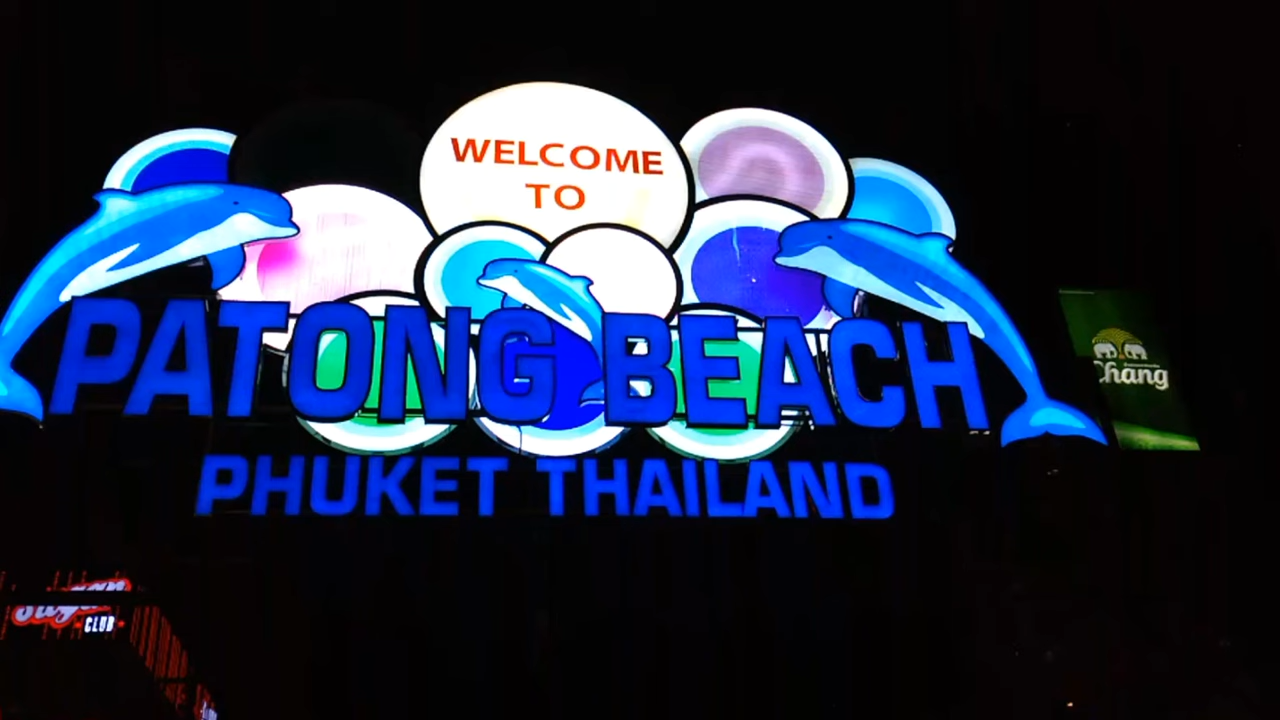 WELCOME
TO
PATONG BEACH
PHUKET THAILAND
Chang
CLUB